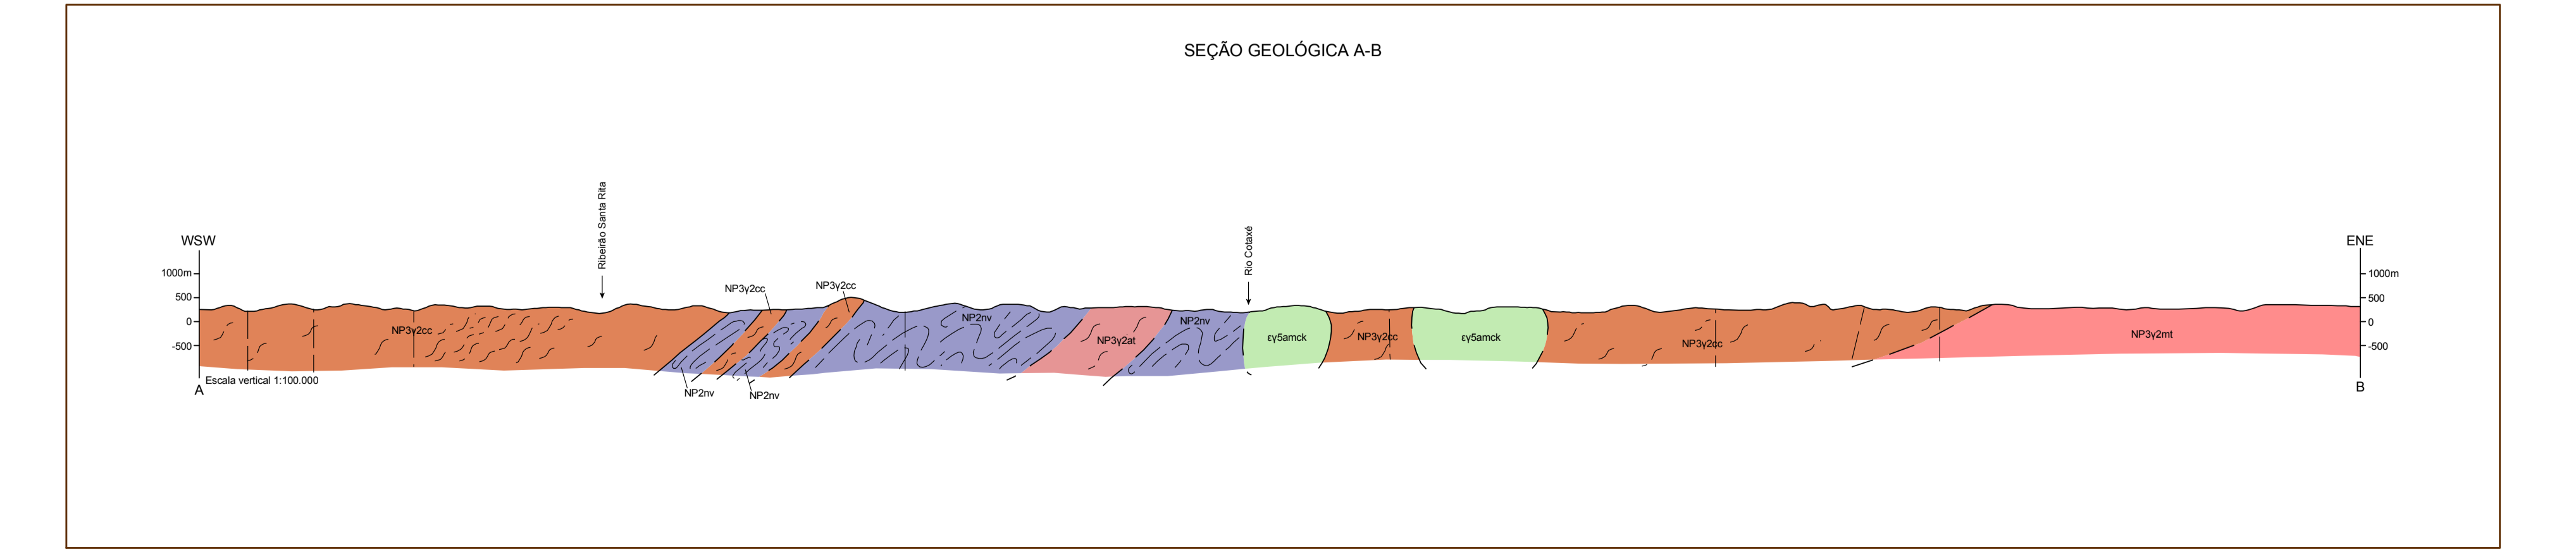 SEÇÃO GEOLÓGICA A-B
Ribeirão Santa Rita
Rio Cotaxé
WSW
ENE
1000m
500
0
-500
A
Escala vertical 1:100.000
NP3γ2cc
NP3γ2cc
NP3γ2cc
NP2nv
NP2nv
NP2nv
NP3γ2at
NP2nv
εγ5amck
NP3γ2cc
εγ5amck
NP3γ2cc
NP3γ2mt
1000m
500
0
-500
B